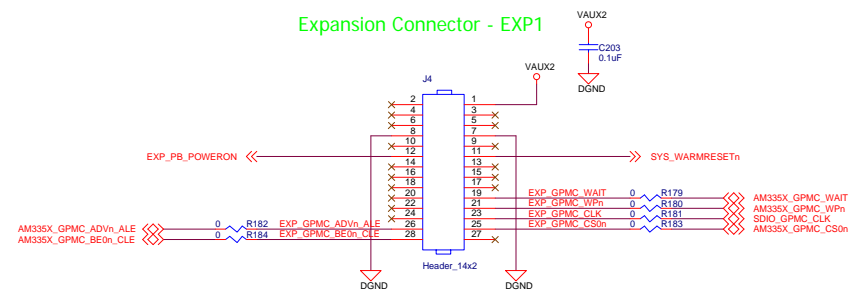 Expansion Connector - EXP1
VAUX2
C203
0.1uF
DGND
VAUX2
J4
2 1
4 3
6 5
8 7
10 9
EXP_PB_POWERON 12 11 SYS_WARMRESETn
14 13
16 15
18 17
20 19 EXP_GPMC_WAIT 0 R179 AM335X_GPMC_WAIT
22 21 EXP_GPMC_WPn 0 R180 AM335X_GPMC_WPn
24 23 EXP_GPMC_CLK 0 R181 SDIO_GPMC_CLK
AM335X_GPMC_ADVn_ALE 0 R182 EXP_GPMC_ADVn_ALE 26 25 EXP_GPMC_CS0n 0 R183 AM335X_GPMC_CS0n
AM335X_GPMC_BE0n_CLE 0 R184 EXP_GPMC_BE0n_CLE 28 27
Header_14x2
DGND DGND